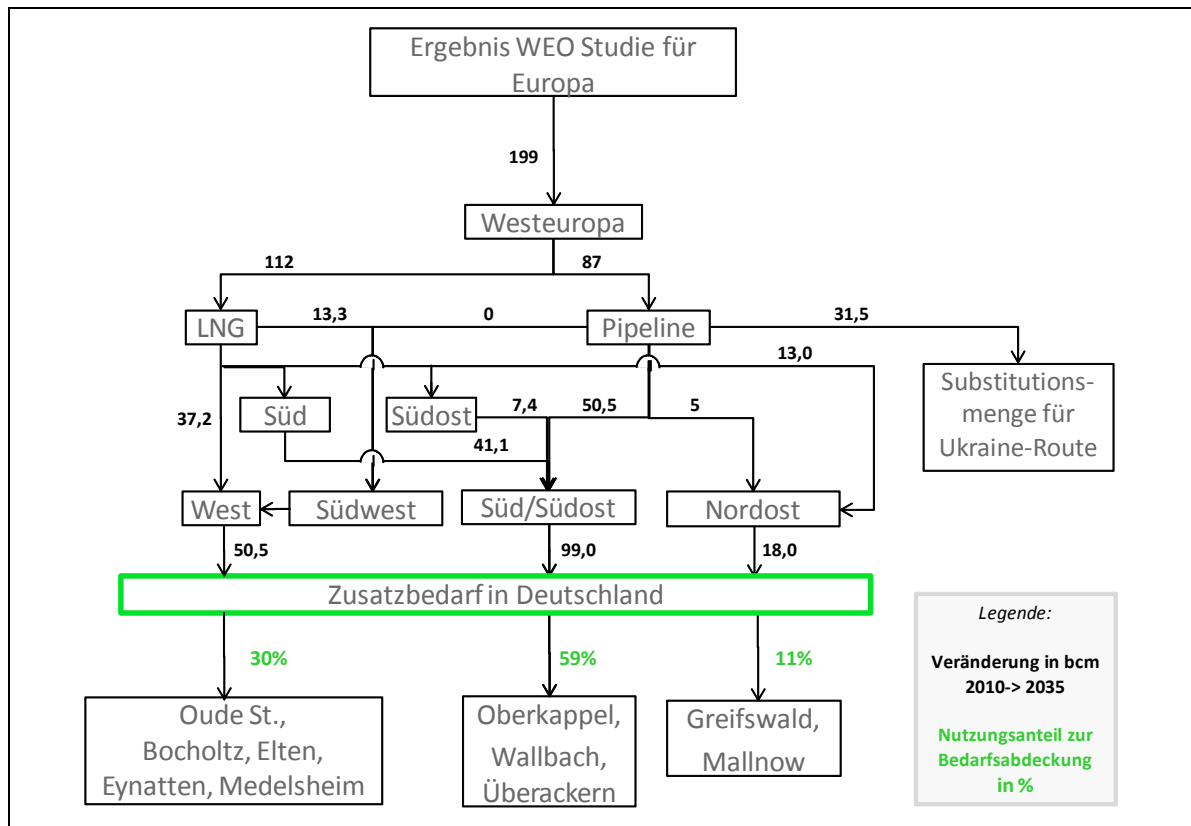 Ergebnis WEO Studie für
Europa
199
Westeuropa
112
87
LNG
13,3
0
Pipeline
31,5
13,0
Substitutions-
menge für
Ukraine-Route
Süd
Südost
7,4
50,5
5
37,2
41,1
West
Südwest
Süd/Südost
Nordost
50,5
99,0
18,0
Zusatzbedarf in Deutschland
30%
59%
11%
Oude St.,
Bocholtz, Elten,
Eynatten, Medelsheim
Oberkappel,
Wallbach,
Überackern
Greifswald,
Mallnow
Legende:
Veränderung in bcm
2010-> 2035
Nutzungsanteil zur
Bedarfsabdeckung
in %